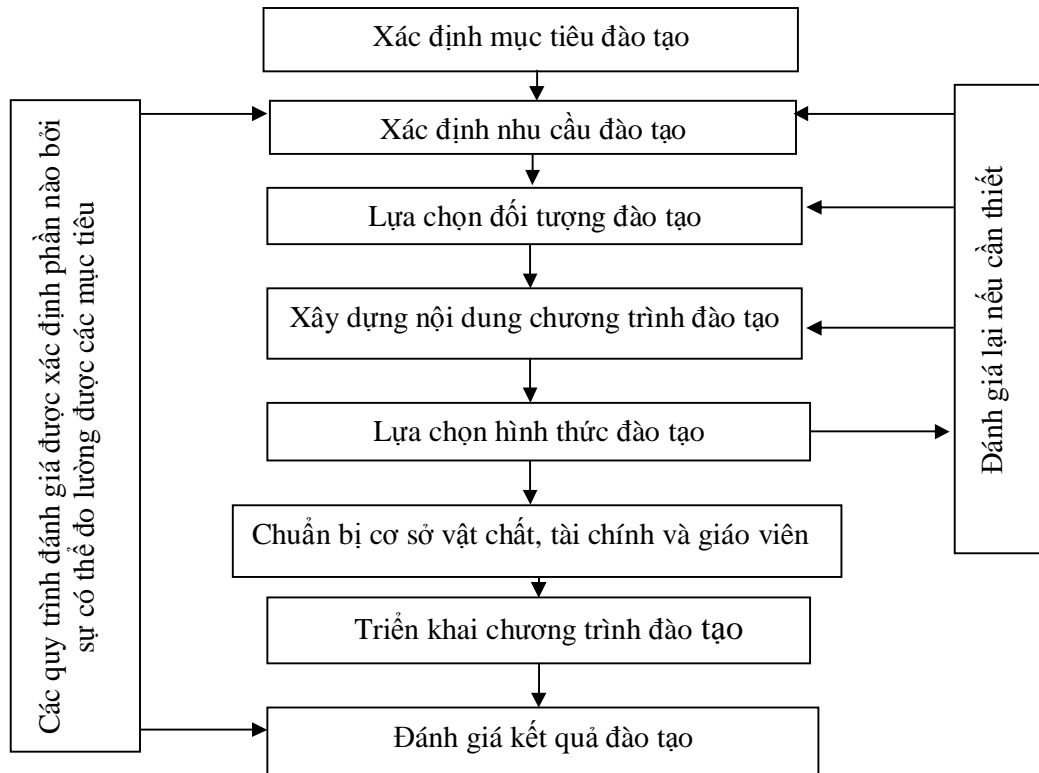 Xác định mục tiêu đào tạo
Các quy trình đánh giá được xác định phần nào bởi
sự có thể đo lường được các mục tiêu
Xác định nhu cầu đào tạo
Lựa chọn đối tượng đào tạo
Xây dựng nội dung chương trình đào tạo
Lựa chọn hình thức đào tạo
Chuẩn bị cơ sở vật chất, tài chính và giáo viên
Triển khai chương trình đào tạo
Đánh giá kết quả đào tạo
Đánh giá lại nếu cần thiết